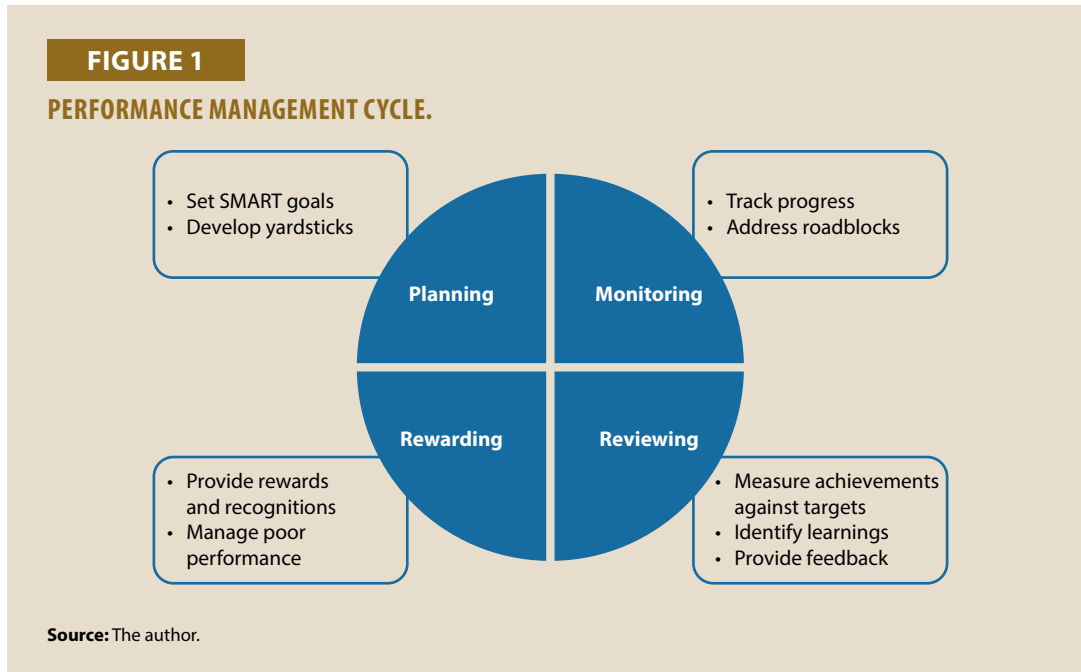 FIGURE 1
PERFORMANCE MANAGEMENT CYCLE.
• Set SMART goals
• Develop yardsticks
• Track progress
• Address roadblocks
Planning
Monitoring
Rewarding
Reviewing
• Provide rewards
and recognitions
• Manage poor
performance
• Measure achievements
against targets
• Identify learnings
• Provide feedback
Source: The author.